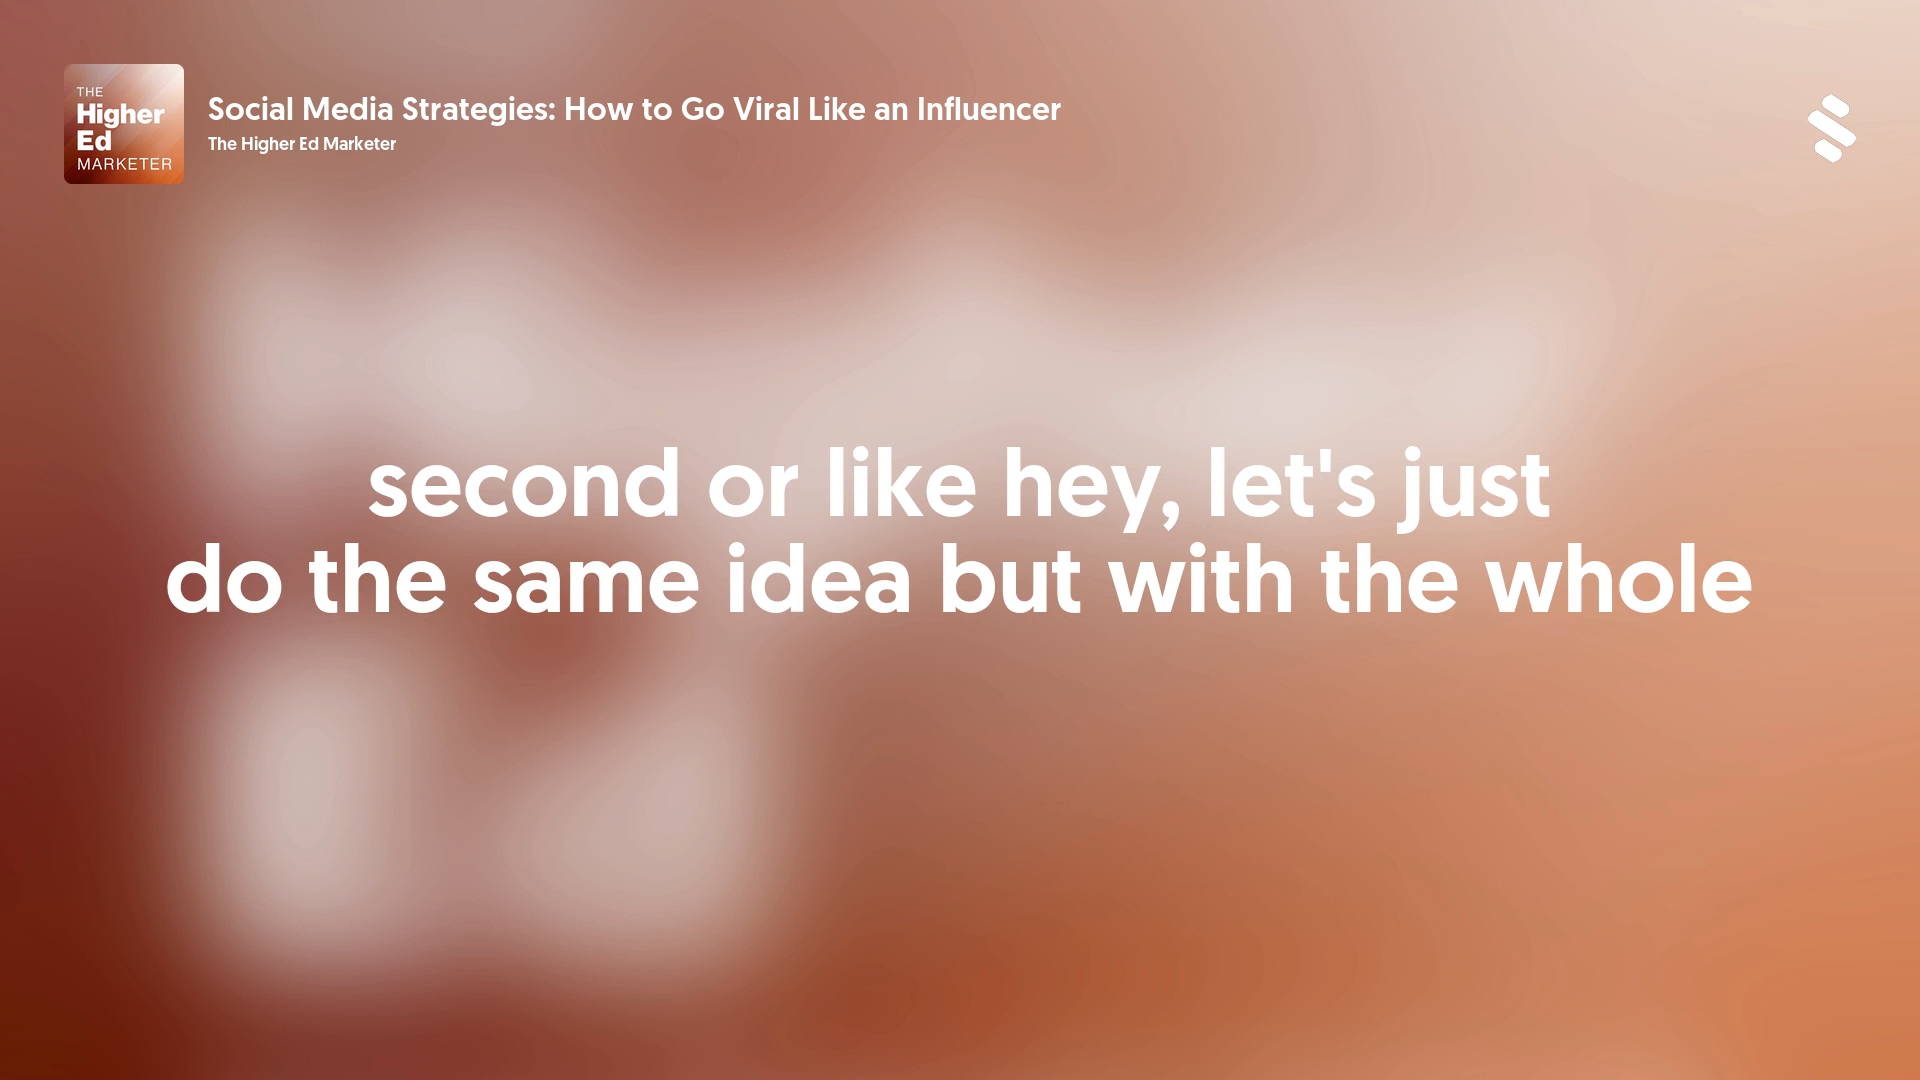 THE
Higher
Ed
MARKETER
Social Media Strategies: How to Go Viral Like an Influencer
The Higher Ed Marketer
second or like hey, let's just
do the same idea but with the whole